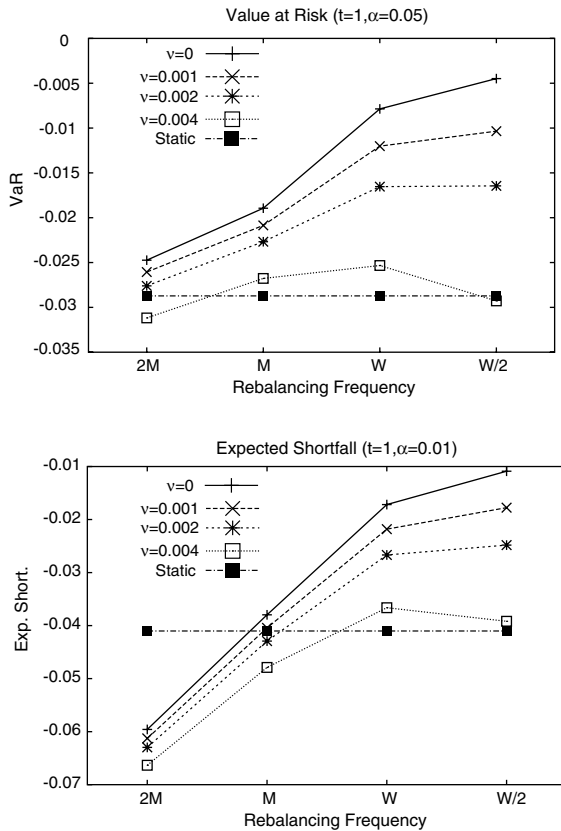 Value at Risk (t=1,α=0.05)
0
-0.005
-0.01
-0.015
-0.02
-0.025
-0.03
-0.035
VaR
ν=0
ν=0.001
ν=0.002
ν=0.004
Static
2M M W W/2
Rebalancing Frequency
Expected Shortfall (t=1,α=0.01)
-0.01
-0.02
-0.03
-0.04
-0.05
-0.06
-0.07
Exp. Short.
ν=0
ν=0.001
ν=0.002
ν=0.004
Static
2M M W W/2
Rebalancing Frequency